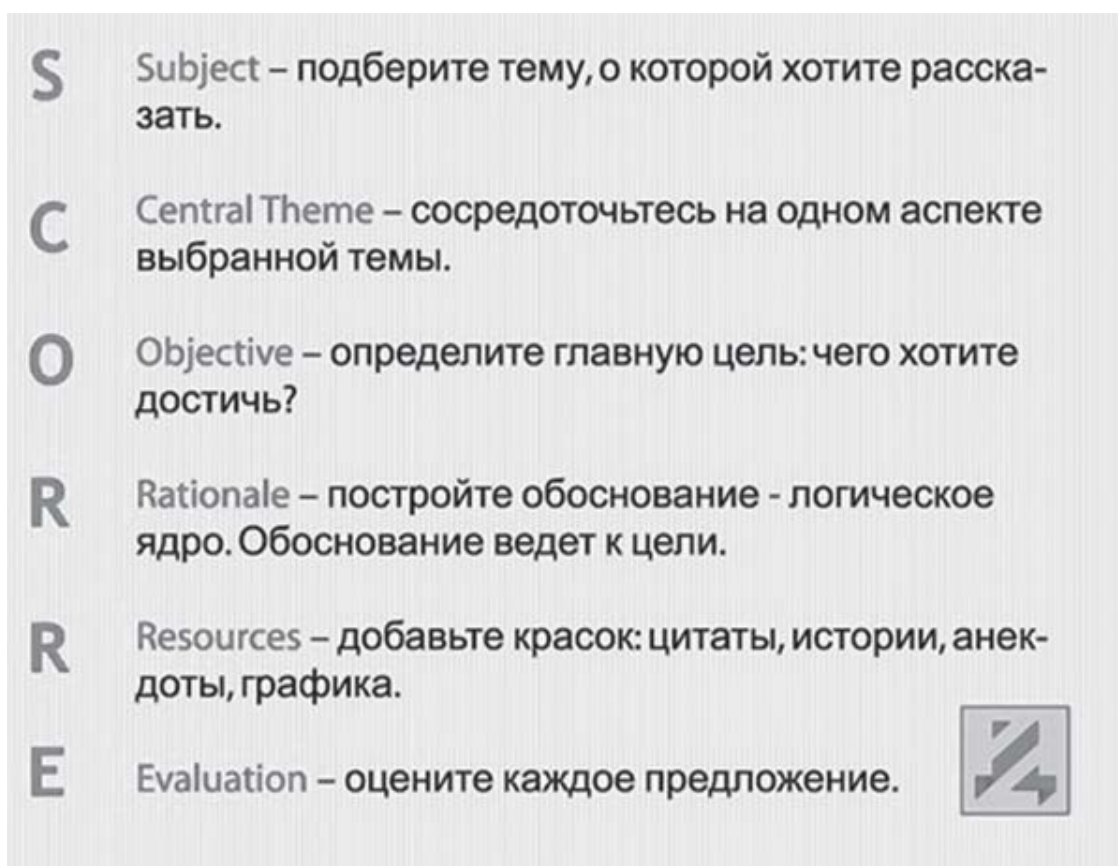 S Subject – подберите тему, о которой хотите расска-
зать.
C Central Theme – сосредоточьтесь на одном аспекте
выбранной темы.
O Objective – определите главную цель: чего хотите
достичь?
R Rationale – постройте обоснование - логическое
ядро. Обоснование ведет к цели.
R Resources – добавьте красок: цитаты, истории, анек-
доты, графика.
E Evaluation – оцените каждое предложение.